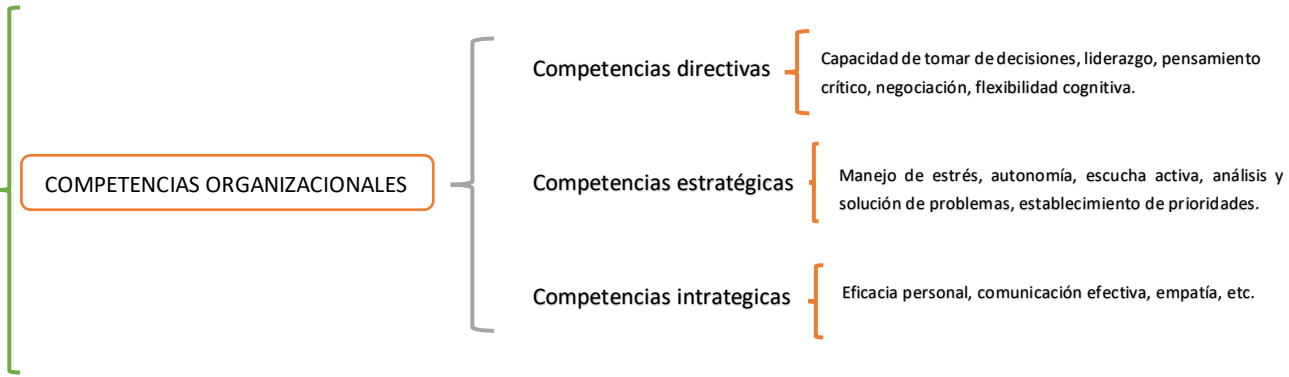 Competencias directivas
Capacidad de tomar de decisiones, liderazgo, pensamiento
crítico, negociación, flexibilidad cognitiva.
COMPETENCIAS ORGANIZACIONALES
Competencias estratégicas
Manejo de estrés, autonomía, escucha activa, análisis y
solución de problemas, establecimiento de prioridades.
Competencias intrategicas
Eficacia personal, comunicación efectiva, empatía, etc.